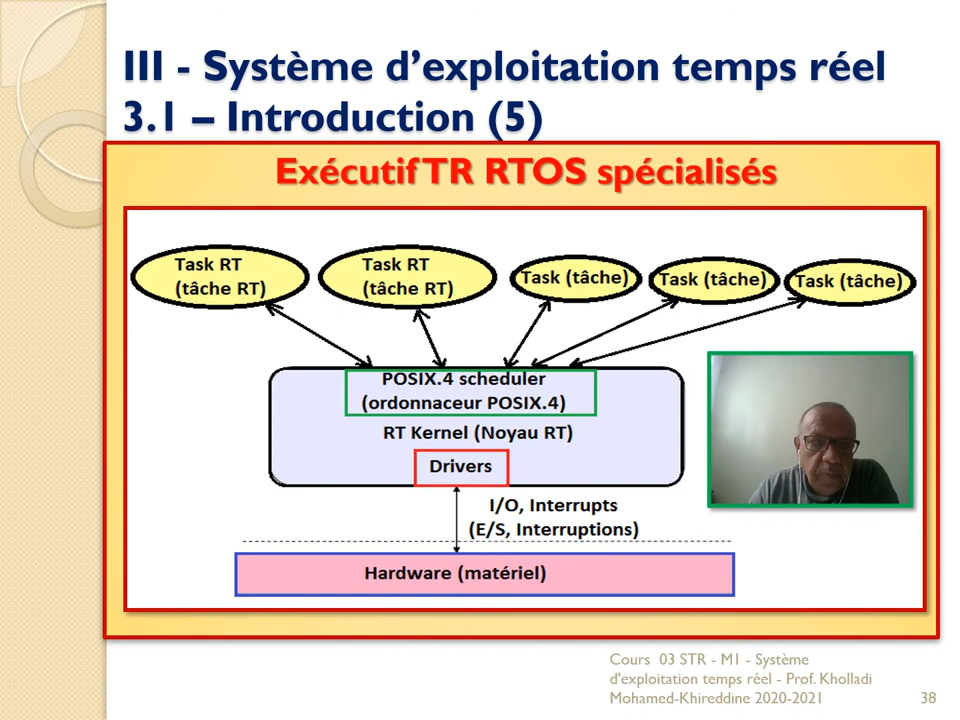 III - Système d'exploitation temps réel
3.1 – Introduction (5)
Exécutif TR RTOS spécialisés
Task RT
(tâche RT)
Task RT
(tâche RT)
Task (tâche)
Task (tâche)
Task (tâche)
POSIX.4 scheduler
(ordonnaceur POSIX.4)
RT Kernel (Noyau RT)
Drivers
I/O, Interrupts
(E/S, Interruptions)
Hardware (matériel)
Cours 03 STR - M1 - Système
d'exploitation temps réel - Prof. Kholladi
Mohamed-Khireddine 2020-2021
38